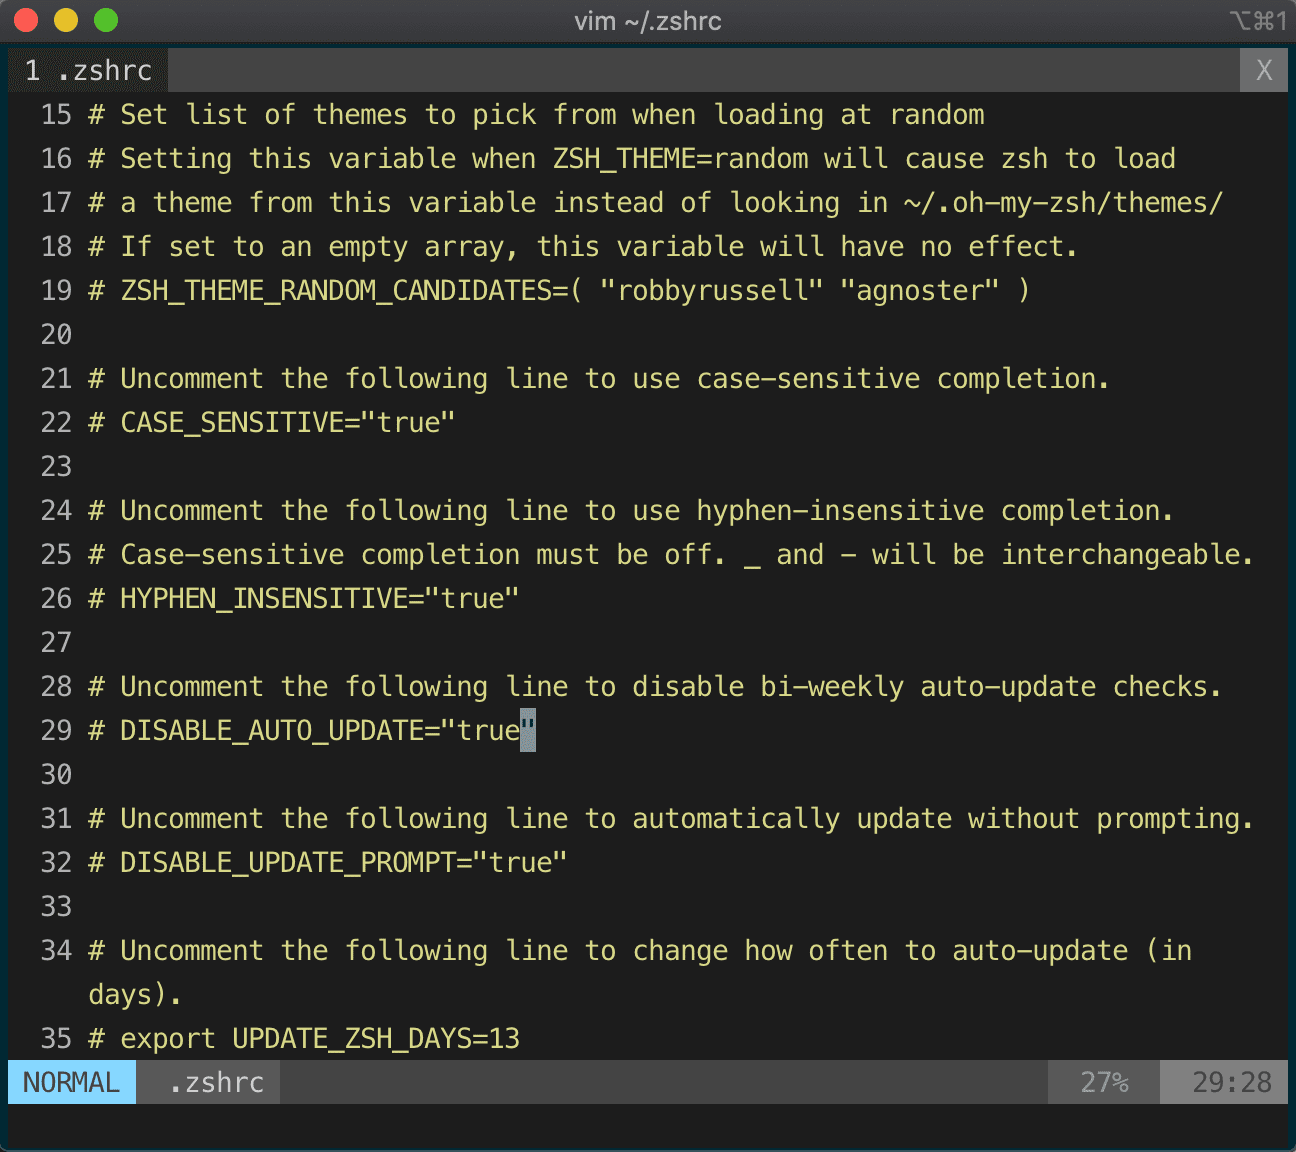 vim ~/.zshrc
⌥⌘1
1 .zshrc
X
15 # Set list of themes to pick from when loading at random
16 # Setting this variable when ZSH_THEME=random will cause zsh to load
17 # a theme from this variable instead of looking in ~/.oh-my-zsh/themes/
18 # If set to an empty array, this variable will have no effect.
19 # ZSH_THEME_RANDOM_CANDIDATES=( "robbyrussell" "agnoster" )
20
21 # Uncomment the following line to use case-sensitive completion.
22 # CASE_SENSITIVE="true"
23
24 # Uncomment the following line to use hyphen-insensitive completion.
25 # Case-sensitive completion must be off. _ and - will be interchangeable.
26 # HYPHEN_INSENSITIVE="true"
27
28 # Uncomment the following line to disable bi-weekly auto-update checks.
29 # DISABLE_AUTO_UPDATE="true"
30
31 # Uncomment the following line to automatically update without prompting.
32 # DISABLE_UPDATE_PROMPT="true"
33
34 # Uncomment the following line to change how often to auto-update (in
days).
35 # export UPDATE_ZSH_DAYS=13
NORMAL .zshrc 27% 29:28